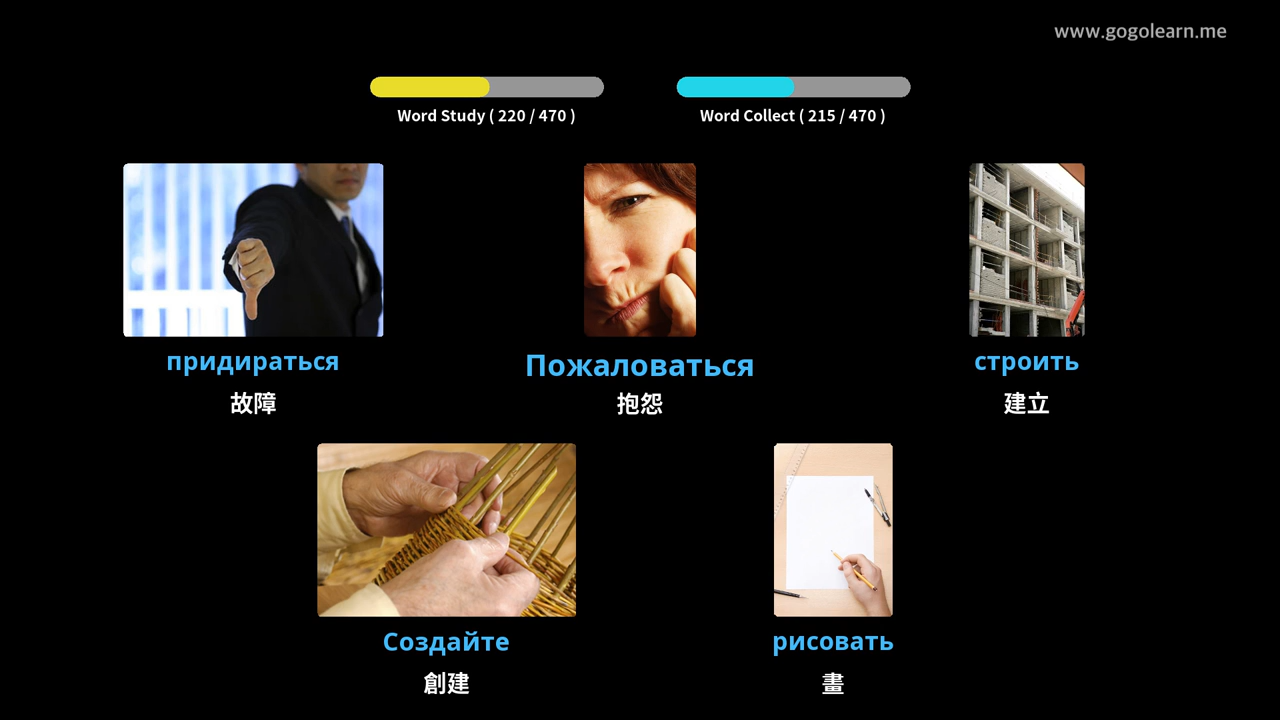 www.gogolearn.me
Word Study ( 220 / 470 )
Word Collect ( 215 / 470 )
придираться
故障
Пожаловаться
抱怨
строить
建立
Создайте
創建
рисовать
畫